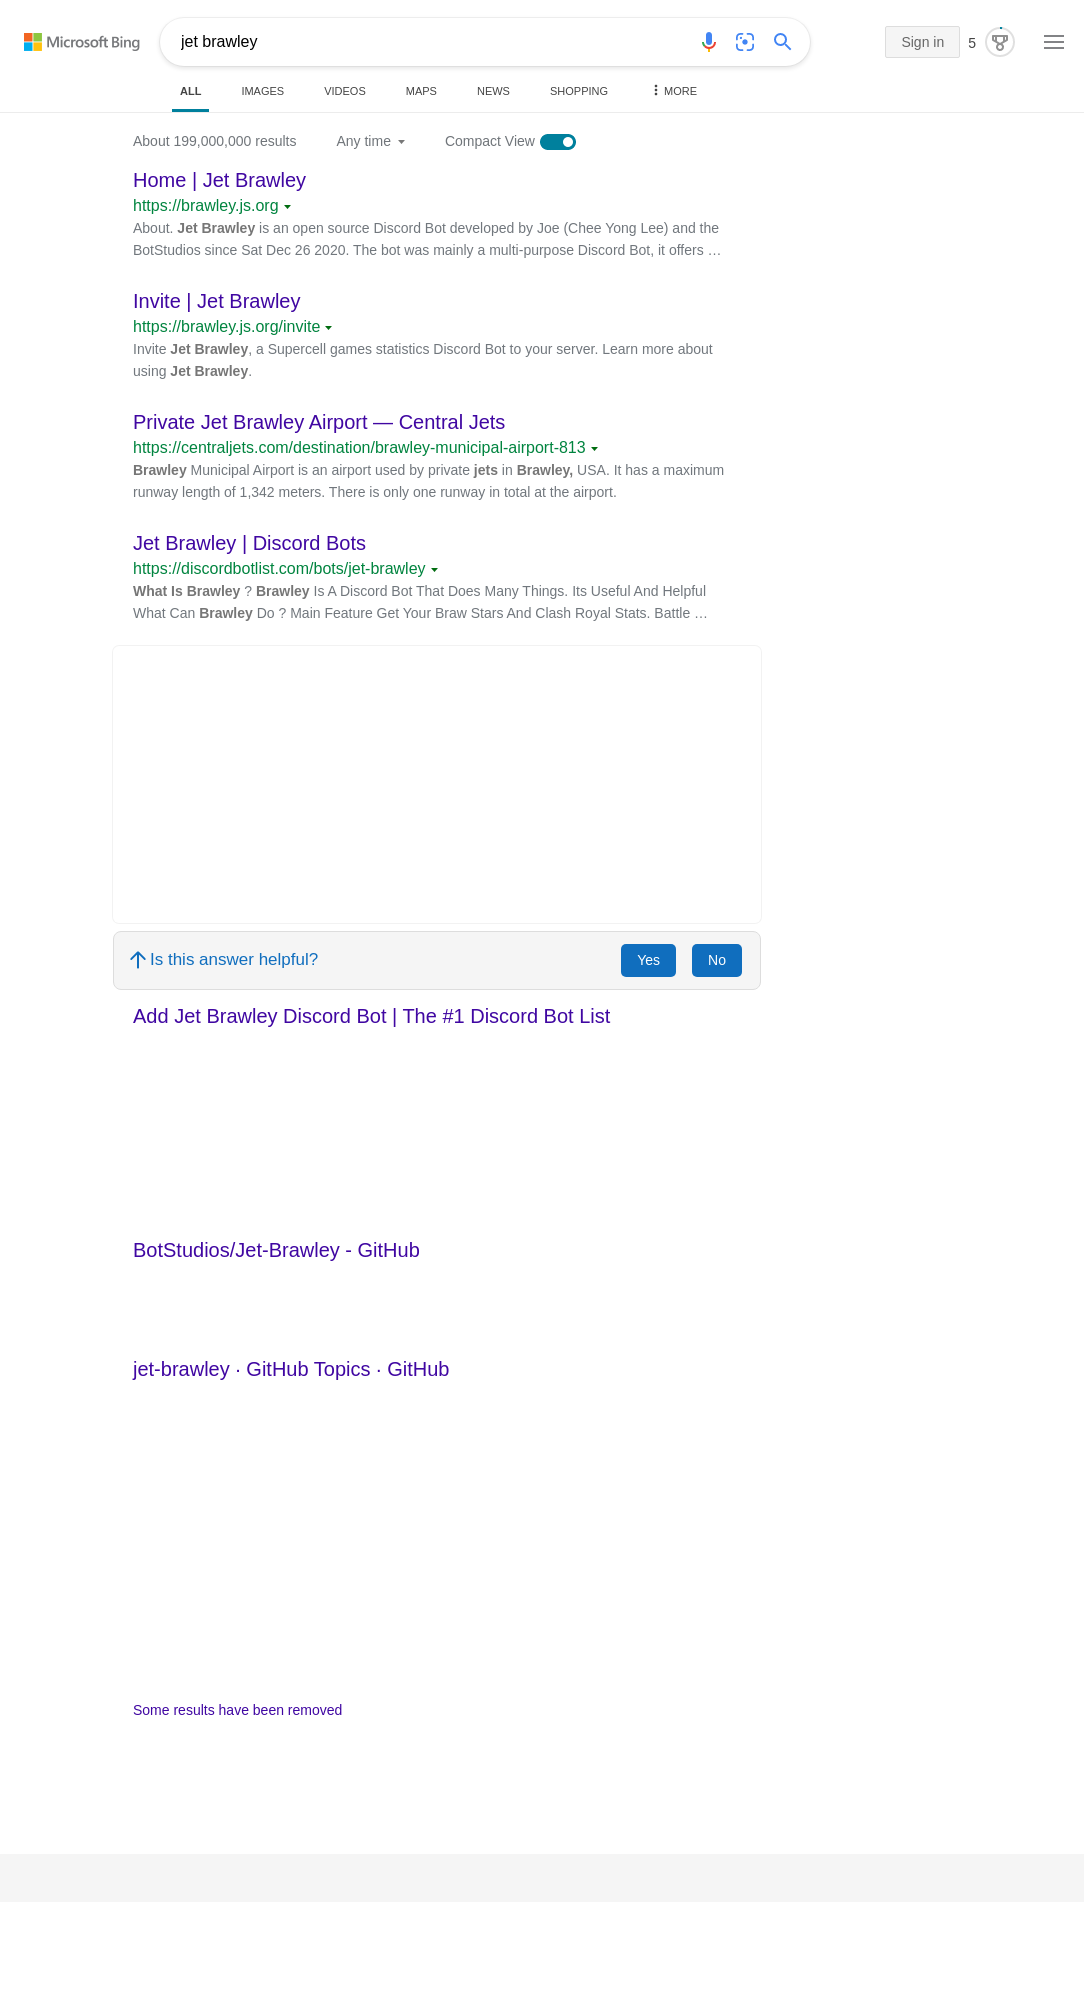 Microsoft Bing
jet brawley
Sign in
5
ALL
IMAGES
VIDEOS
MAPS
NEWS
SHOPPING
MORE
About 199,000,000 results
Any time
Compact View
Home | Jet Brawley
https://brawley.js.org
About. Jet Brawley is an open source Discord Bot developed by Joe (Chee Yong Lee) and the
BotStudios since Sat Dec 26 2020. The bot was mainly a multi-purpose Discord Bot, it offers …
Invite | Jet Brawley
https://brawley.js.org/invite
Invite Jet Brawley, a Supercell games statistics Discord Bot to your server. Learn more about
using Jet Brawley.
Private Jet Brawley Airport — Central Jets
https://centraljets.com/destination/brawley-municipal-airport-813
Brawley Municipal Airport is an airport used by private jets in Brawley, USA. It has a maximum
runway length of 1,342 meters. There is only one runway in total at the airport.
Jet Brawley | Discord Bots
https://discordbotlist.com/bots/jet-brawley
What Is Brawley ? Brawley Is A Discord Bot That Does Many Things. Its Useful And Helpful
What Can Brawley Do ? Main Feature Get Your Braw Stars And Clash Royal Stats. Battle …
Is this answer helpful?
Yes
No
Add Jet Brawley Discord Bot | The #1 Discord Bot List
BotStudios/Jet-Brawley - GitHub
jet-brawley · GitHub Topics · GitHub
Some results have been removed